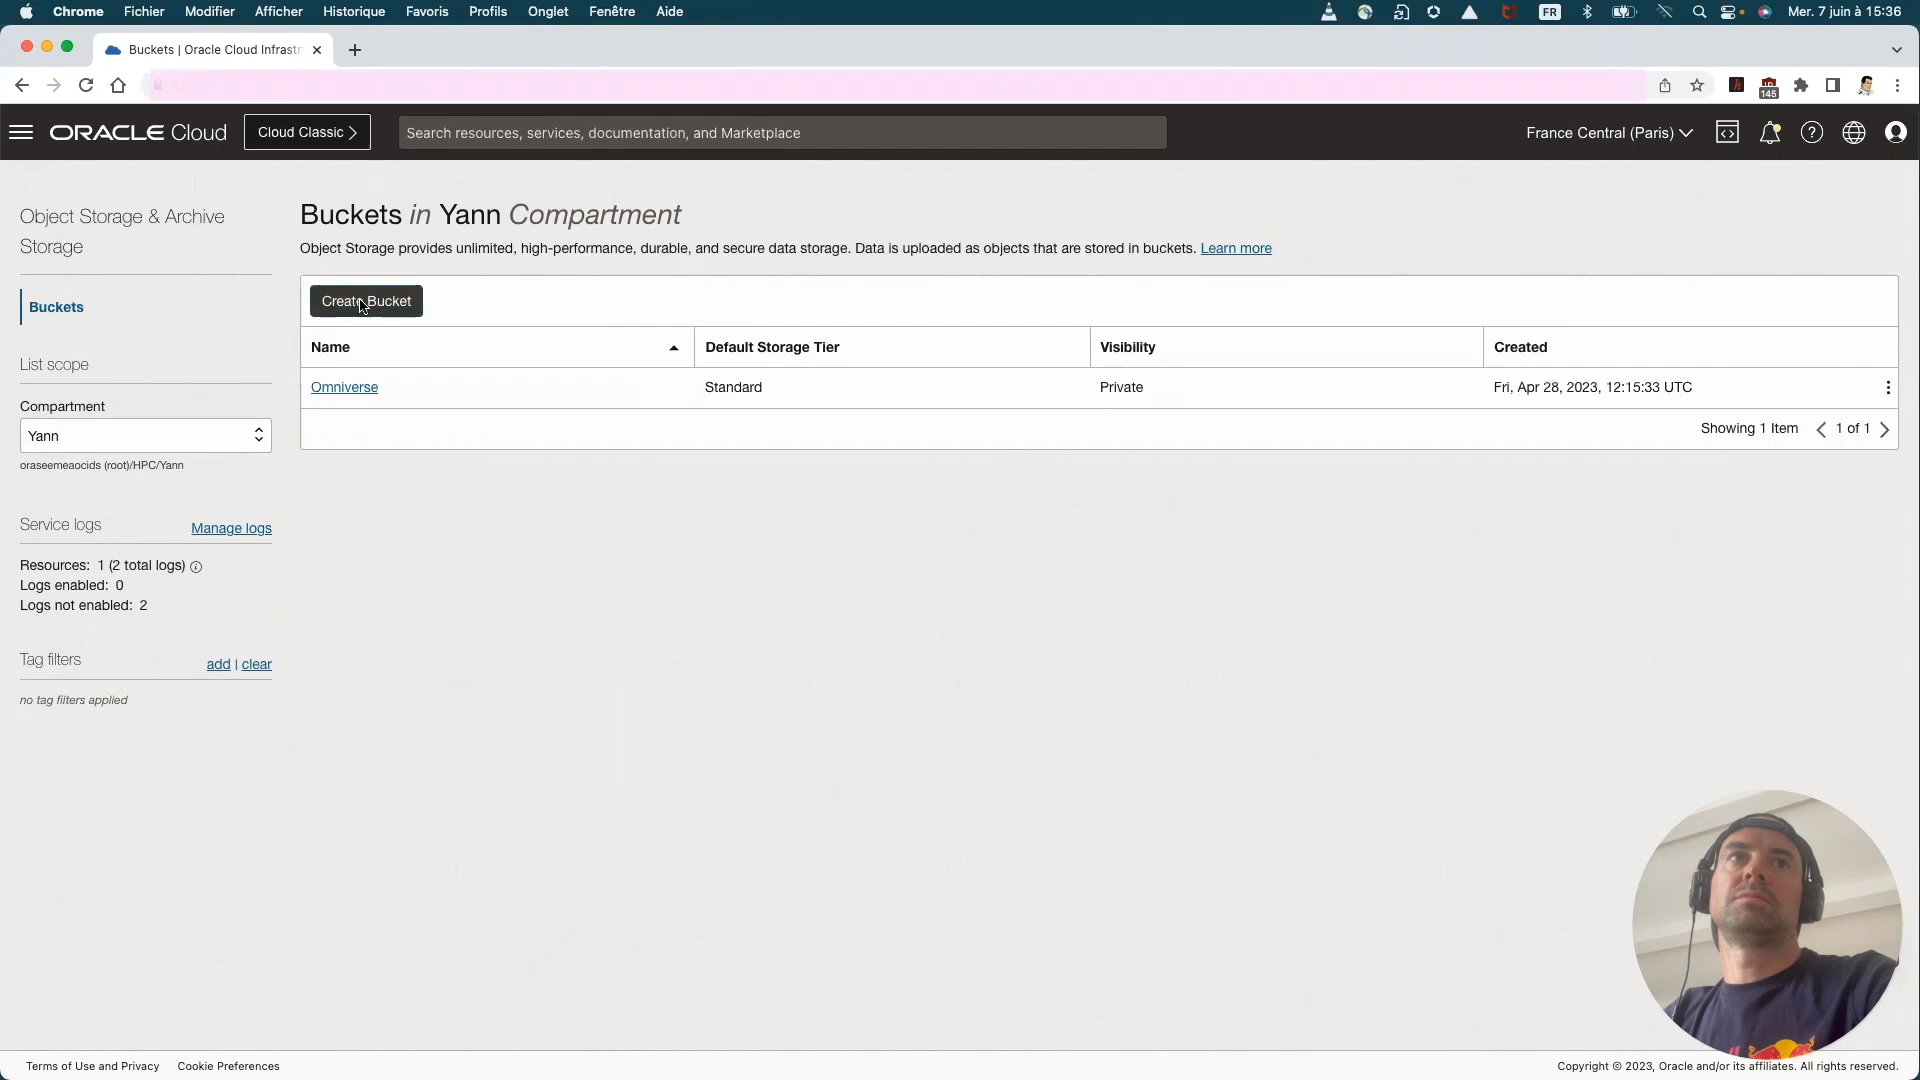 Chrome Fichier Modifier Afficher Historique Favoris Profils Onglet Fenêtre Aide FR Mer. 7 juin à 15:36
Buckets | Oracle Cloud Infrastr
145
ORACLE Cloud Cloud Classic Search resources, services, documentation, and Marketplace France Central (Paris)
Object Storage & Archive
Storage
Buckets
List scope
Compartment
Yann
oraseemeaocids (root)/HPC/Yann
Service logs Manage logs
Resources: 1 (2 total logs)
Logs enabled: 0
Logs not enabled: 2
Tag filters add | clear
no tag filters applied
Buckets in Yann Compartment
Object Storage provides unlimited, high-performance, durable, and secure data storage. Data is uploaded as objects that are stored in buckets. Learn more
Create Bucket
Name Default Storage Tier Visibility Created
Omniverse Standard Private Fri, Apr 28, 2023, 12:15:33 UTC
Showing 1 Item 1 of 1
Terms of Use and Privacy Cookie Preferences Copyright © 2023, Oracle and/or its affiliates. All rights reserved.